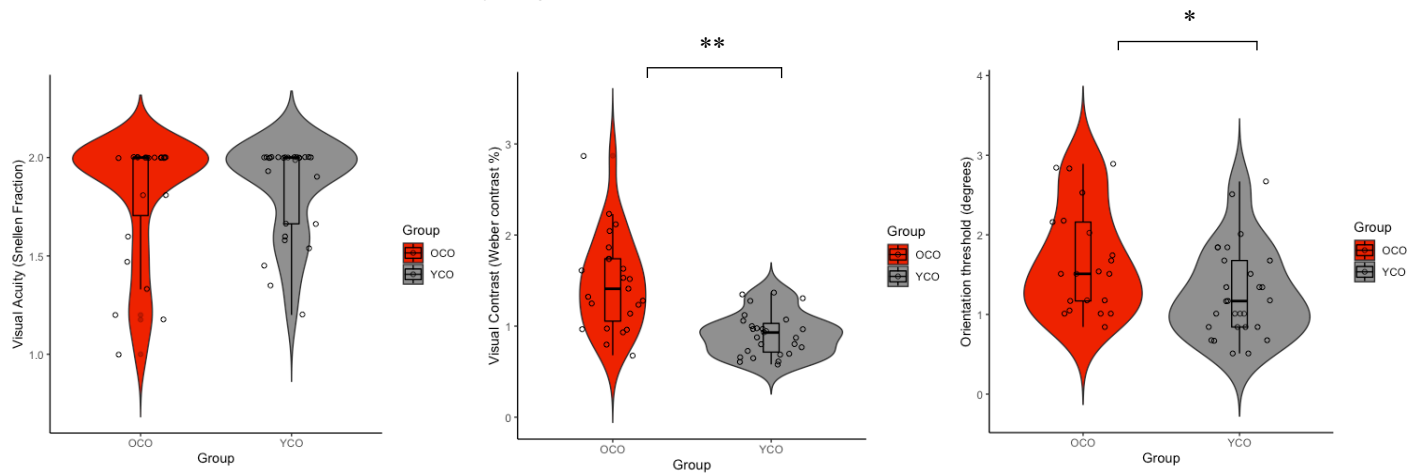 Visual Acuity (Snellen Fraction)
2.0
1.5
1.0
OCO
YCO
Group
Group
OCO
YCO
**
Visual Contrast (Weber contrast %)
3
2
1
0
OCO
YCO
Group
Group
OCO
YCO
*
Orientation threshold (degrees)
4
3
2
1
0
OCO
YCO
Group
Group
OCO
YCO